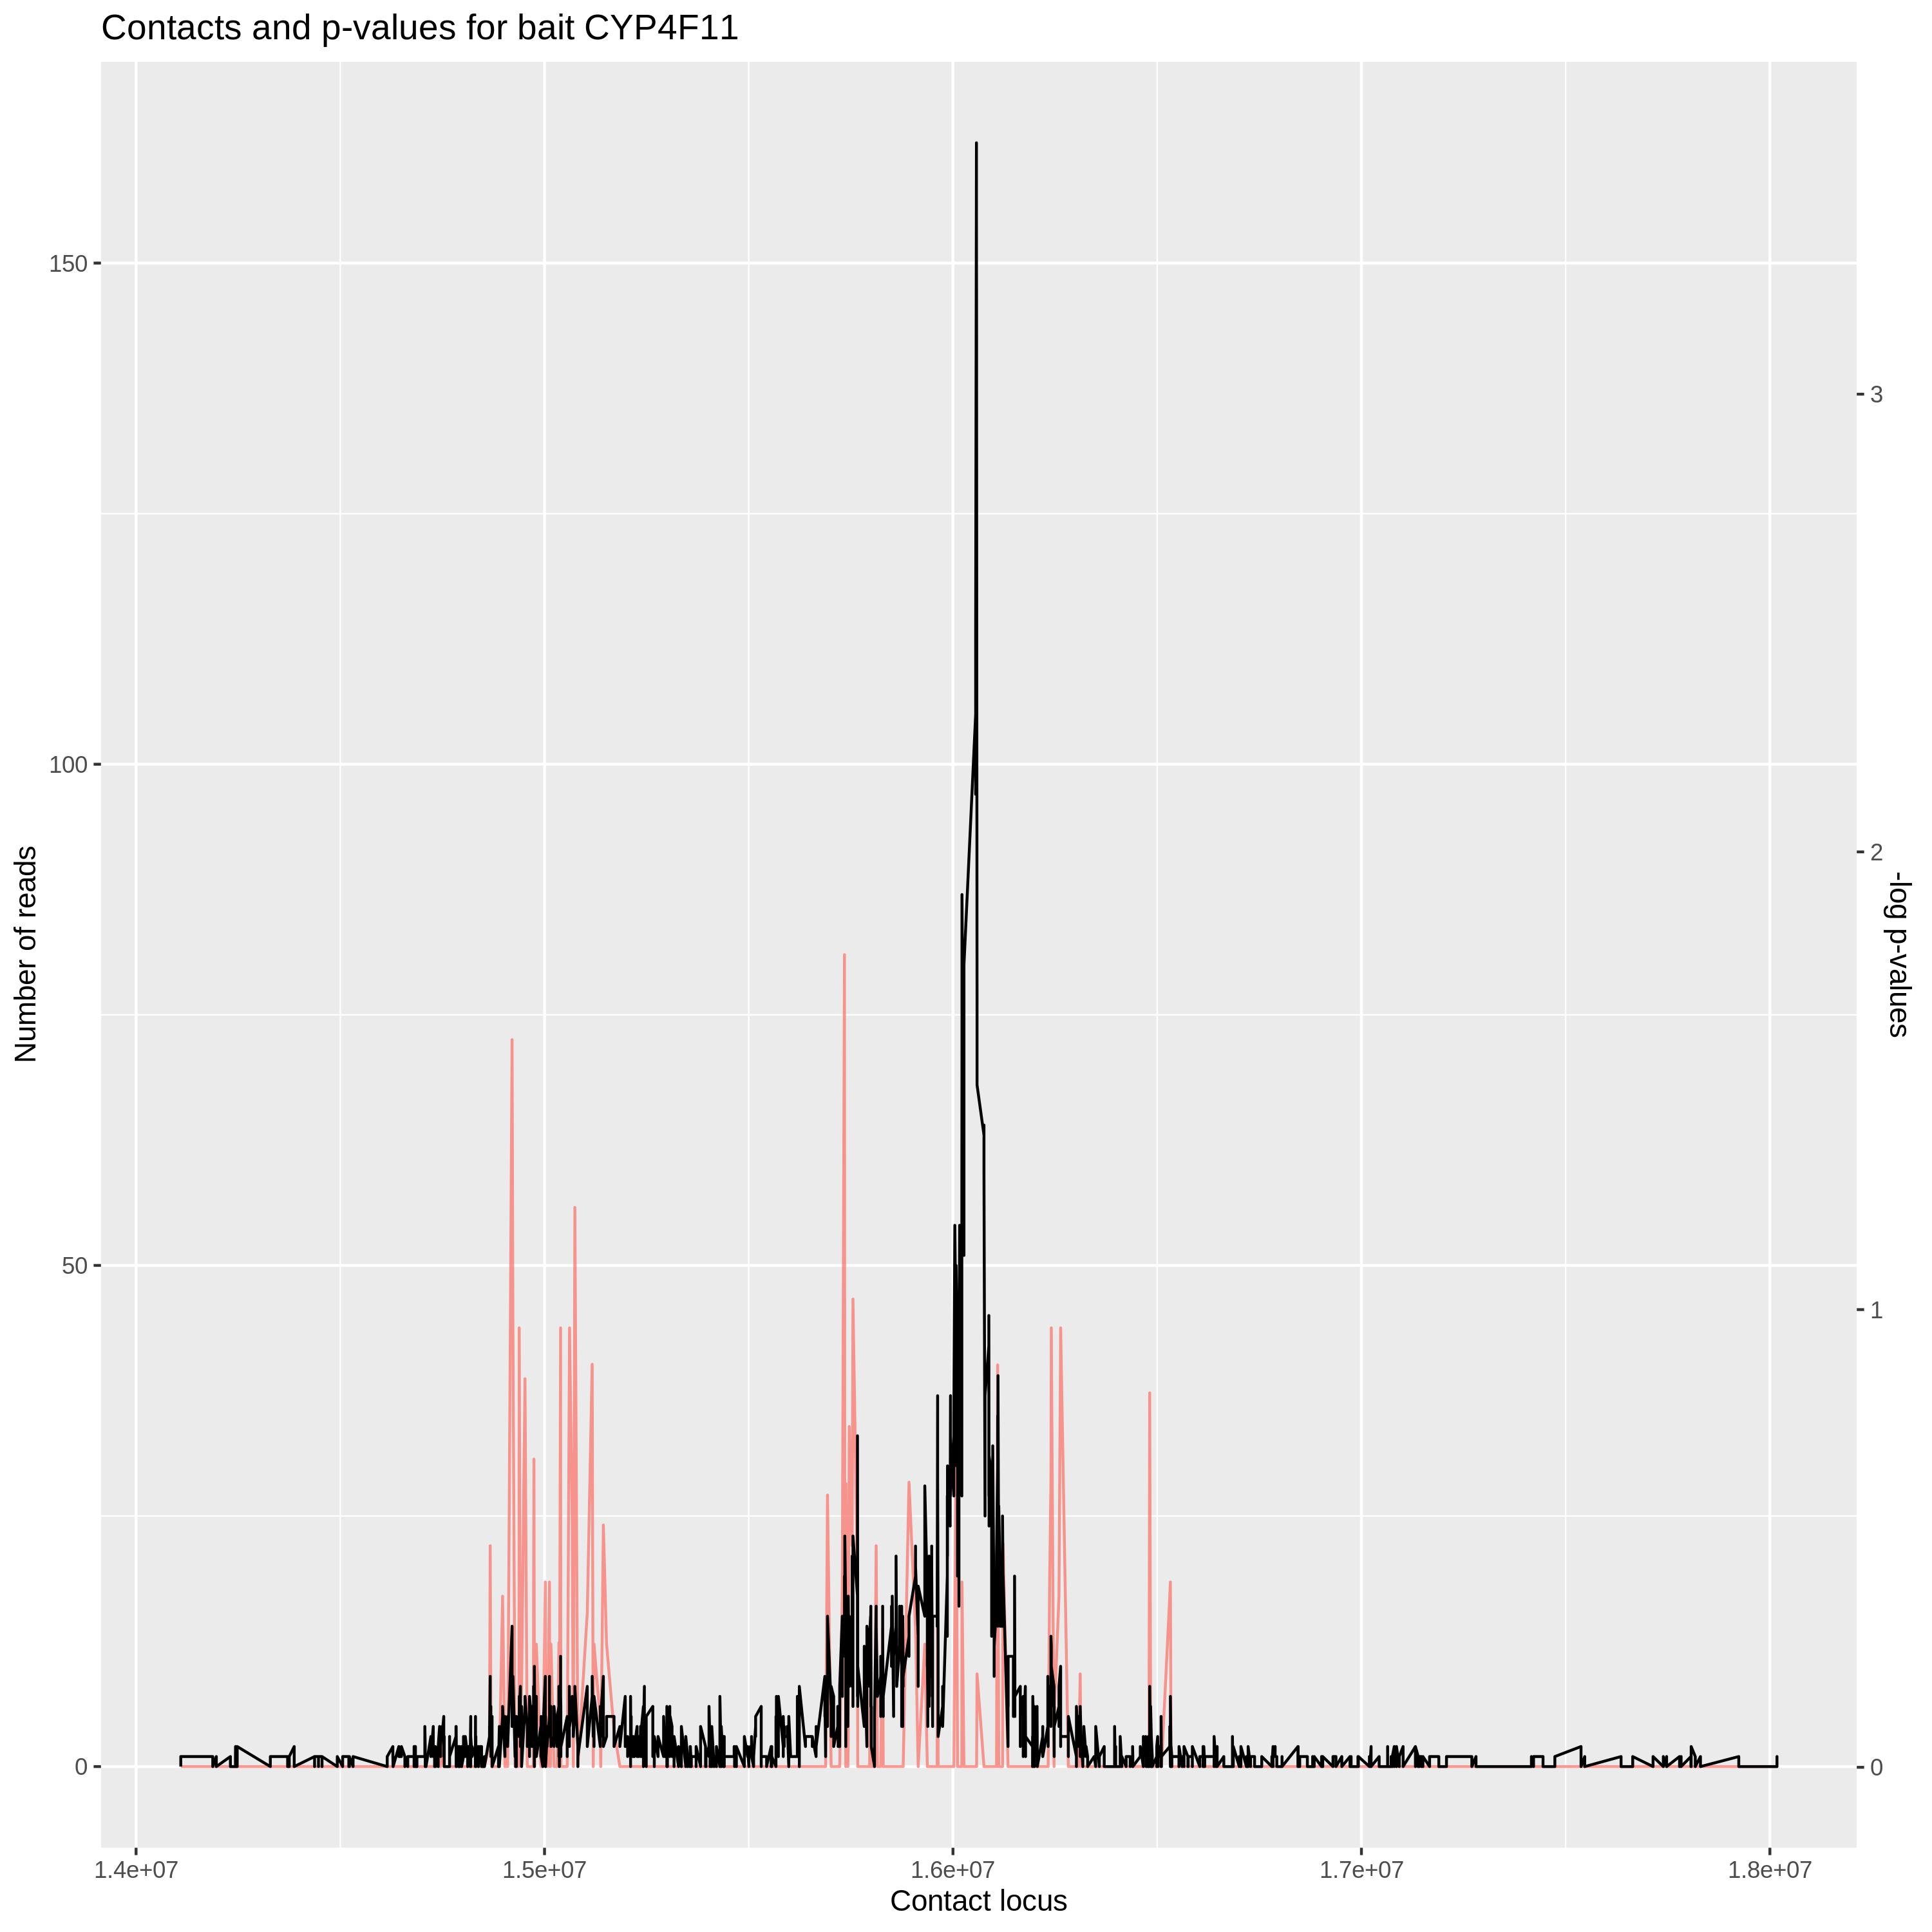 Contacts and p-values for bait CYP4F11
150
100
50
0
Number of reads
3
2
1
0
-log p-values
1.4e+07
1.5e+07
1.6e+07
1.7e+07
1.8e+07
Contact locus